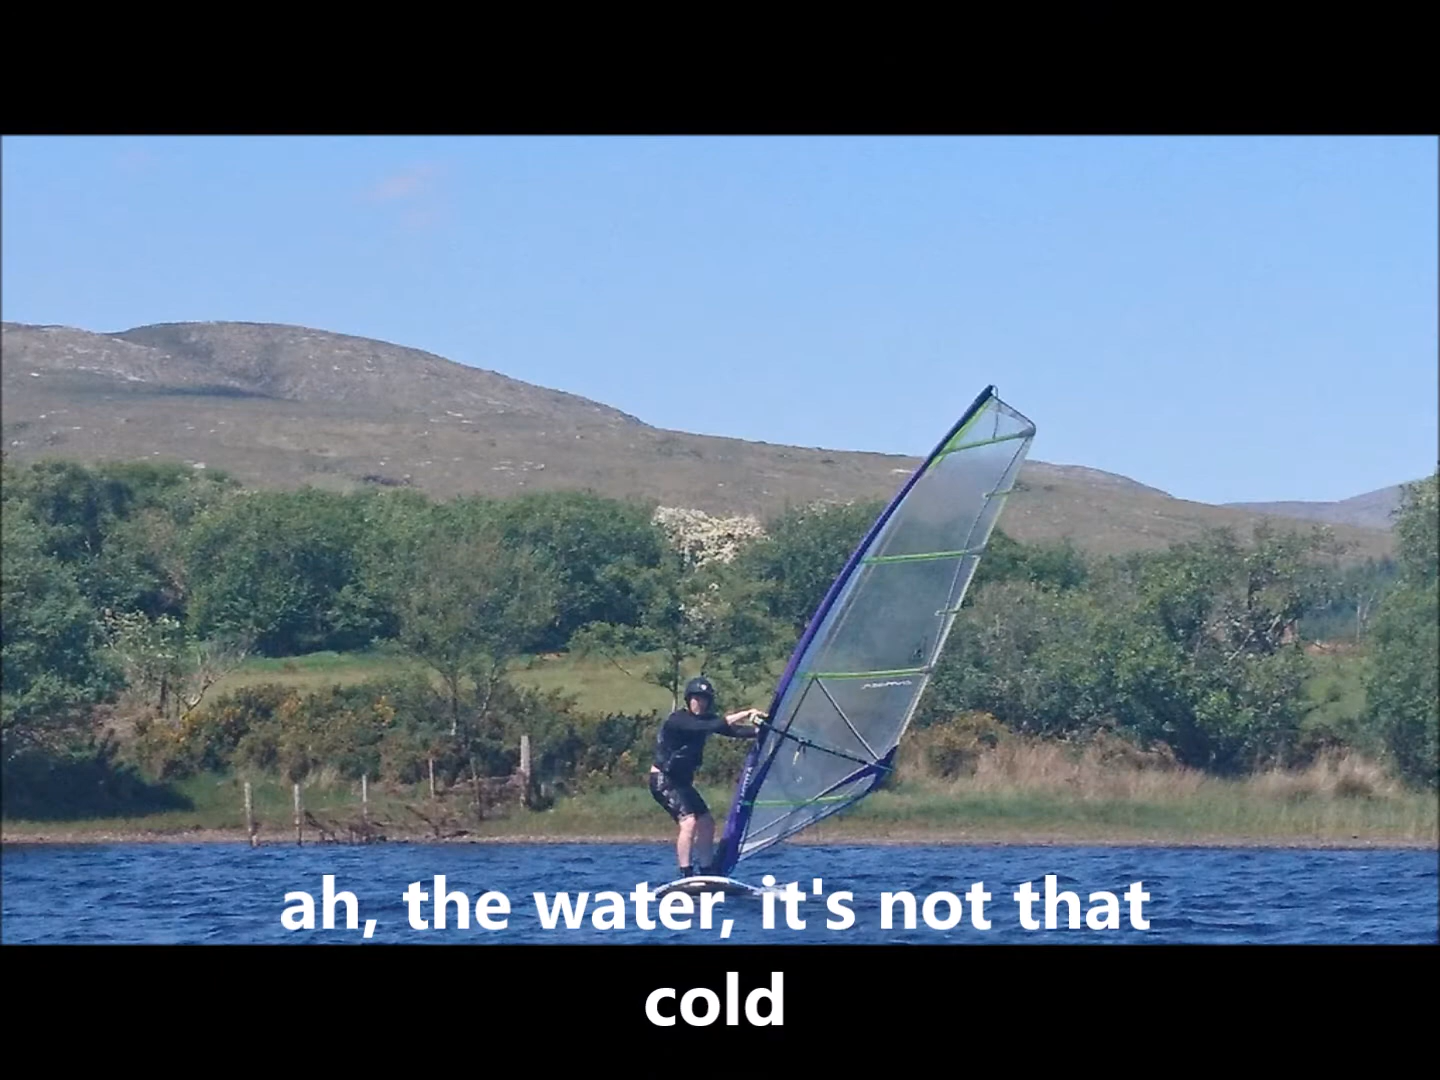 ah, the water, it's not that
cold